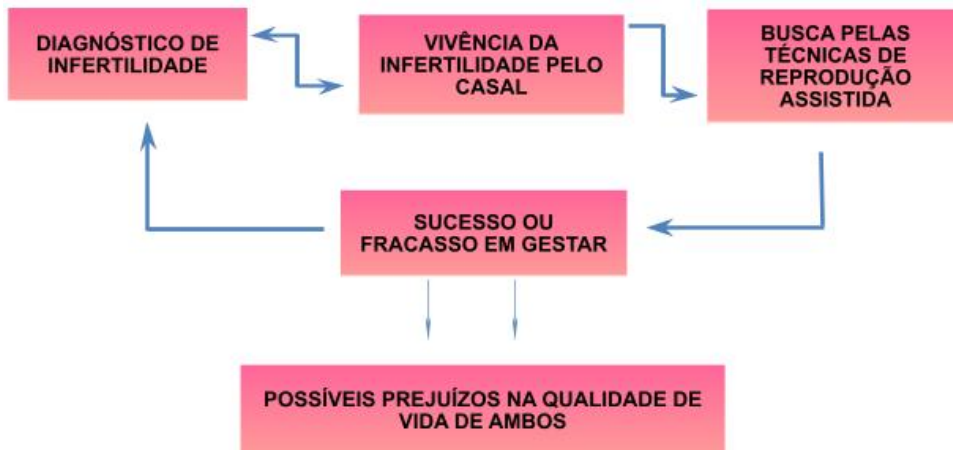 DIAGNÓSTICO DE
INFERTILIDADE
VIVÊNCIA DA
INFERTILIDADE PELO
CASAL
BUSCA PELAS
TÉCNICAS DE
REPRODUÇÃO
ASSISTIDA
SUCESSO OU
FRACASSO EM GESTAR
POSSÍVEIS PREJUÍZOS NA QUALIDADE DE
VIDA DE AMBOS